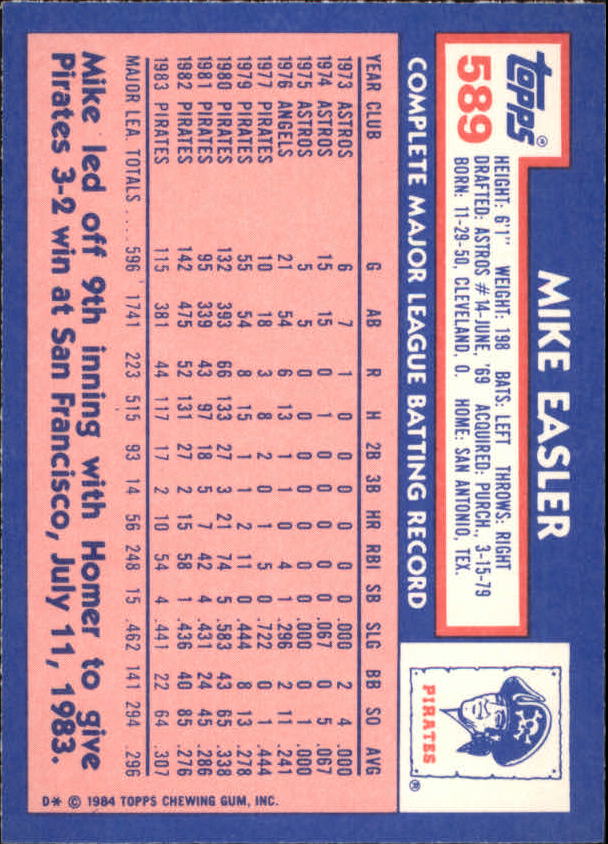 topps®
589
MIKE EASLER
HEIGHT: 6'1" WEIGHT: 198 BATS: LEFT THROWS: RIGHT
DRAFTED: ASTROS #14-JUNE, '69 ACQUIRED: PURCH., 3-15-79
BORN: 11-29-50, CLEVELAND, O. HOME: SAN ANTONIO, TEX.
PIRATES
®
COMPLETE MAJOR LEAGUE BATTING RECORD
YEAR CLUB G AB R H 2B 3B HR RBI SB SLG BB SO AVG
1973 ASTROS 6 7 1 0 0 0 0 0 0 .000 2 4 .000
1974 ASTROS 15 15 0 1 0 0 0 0 0 .067 0 5 .067
1975 ASTROS 5 5 0 0 0 0 0 0 0 .000 0 1 .000
1976 ANGELS 21 54 6 13 1 1 0 4 1 .296 2 11 .241
1977 PIRATES 10 18 3 8 2 0 1 5 0 .722 0 1 .444
1979 PIRATES 55 54 8 15 1 1 2 11 0 .444 8 13 .278
1980 PIRATES 132 393 66 133 27 3 21 74 5 .583 43 65 .338
1981 PIRATES 95 339 43 97 18 5 7 42 4 .431 24 45 .286
1982 PIRATES 142 475 52 131 27 2 15 58 1 .436 40 85 .276
1983 PIRATES 115 381 44 117 17 2 10 54 4 .441 22 64 .307
MAJOR LEA. TOTALS .... 596 1741 223 515 93 14 56 248 15 .462 141 294 .296
Mike led off 9th inning with Homer to give
Pirates 3-2 win at San Francisco, July 11, 1983.
D* © 1984 TOPPS CHEWING GUM, INC.